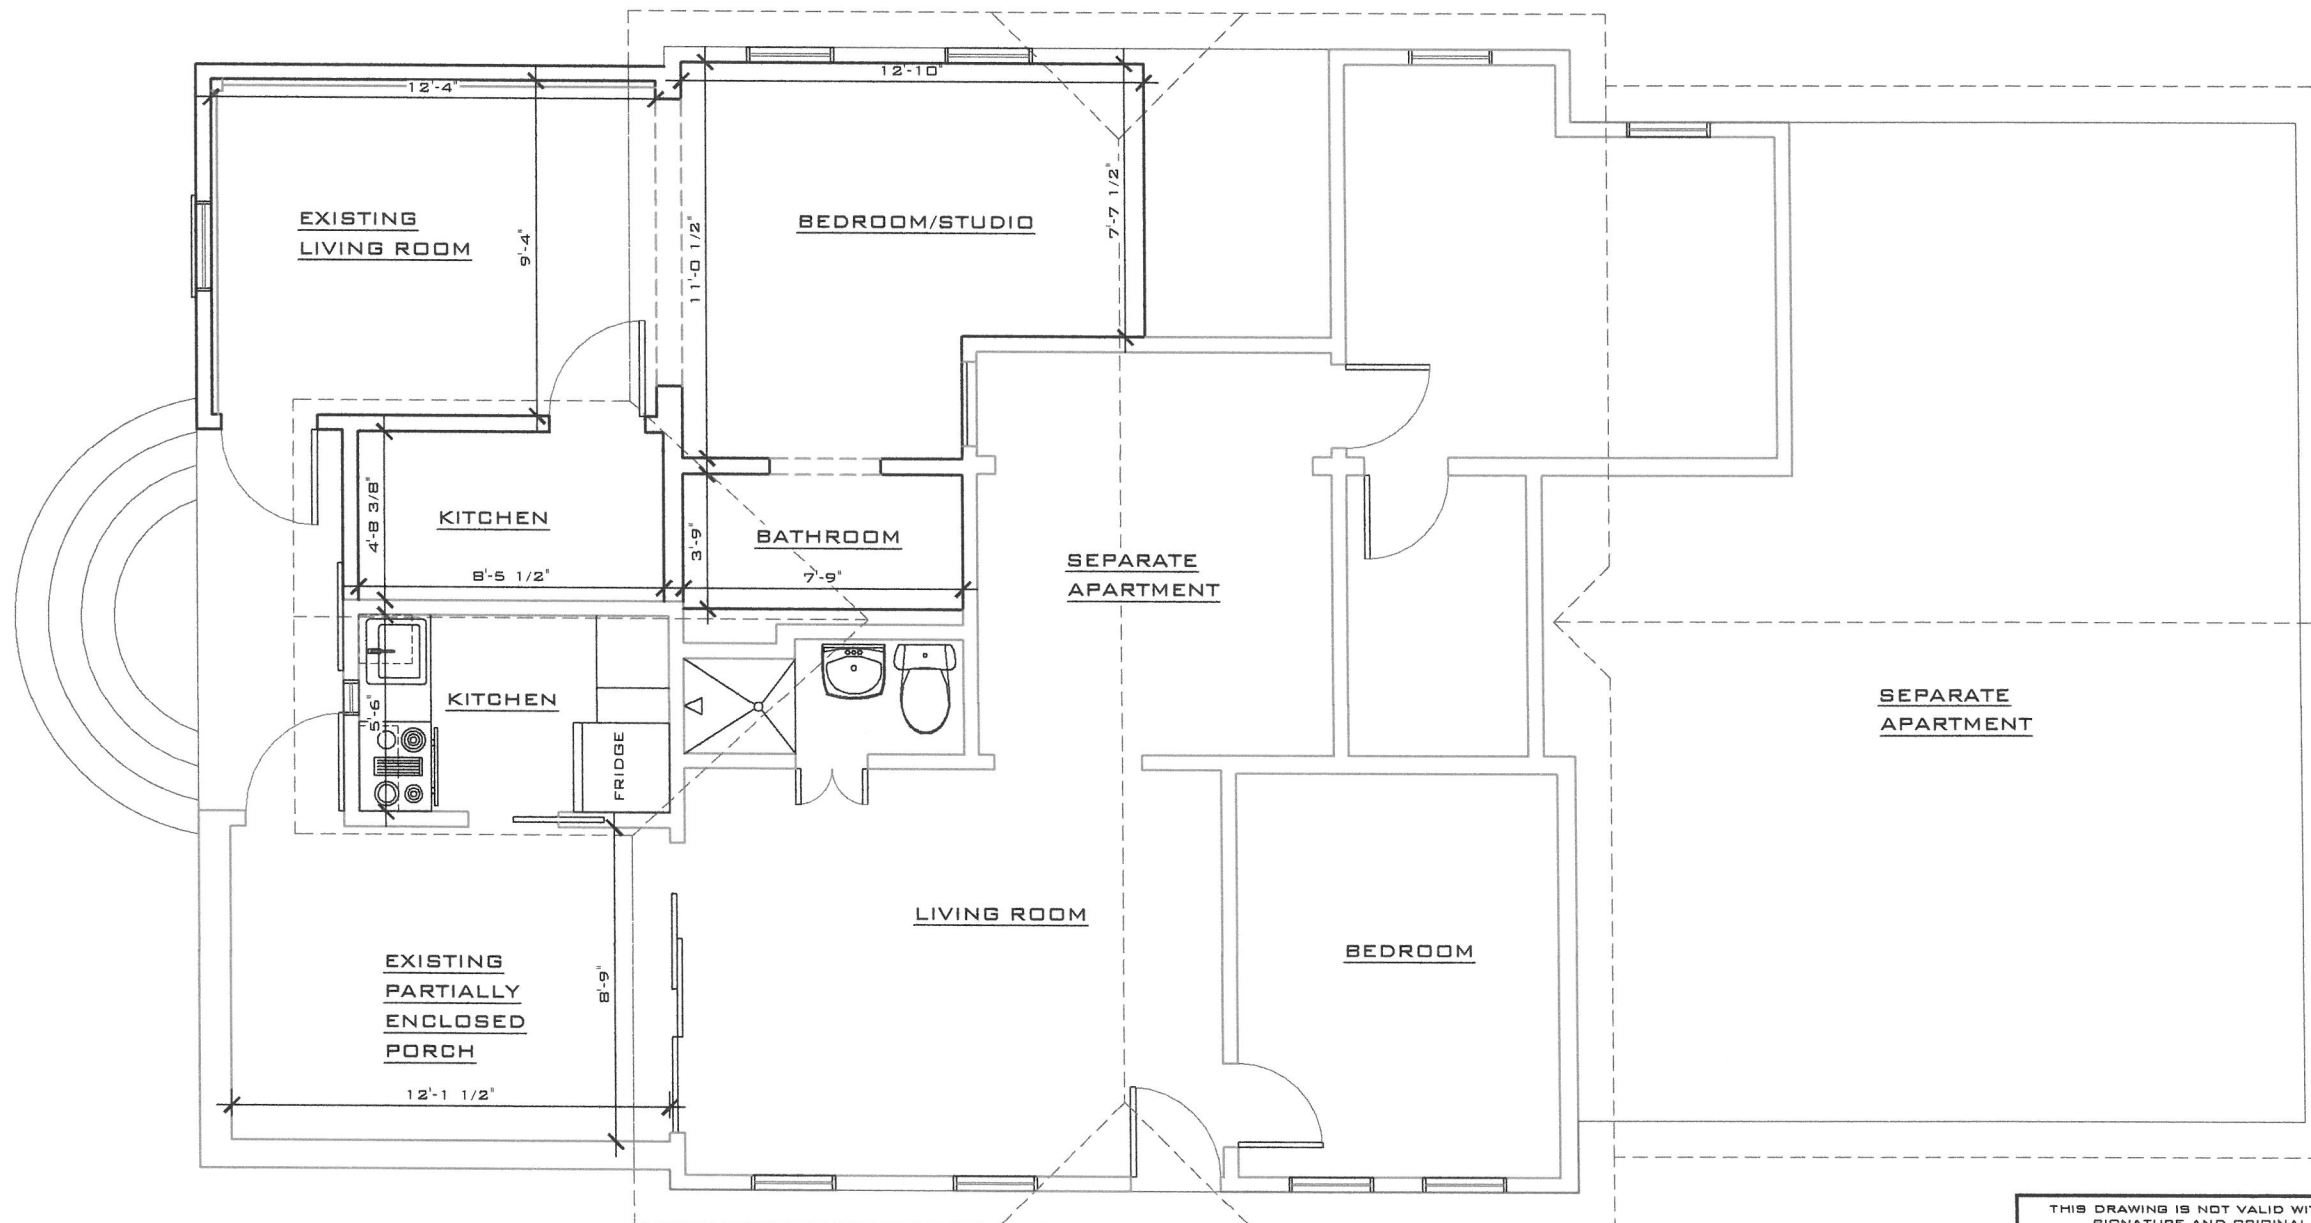 12'-4"
12'-10"
EXISTING
LIVING ROOM
9'-4"
BEDROOM/STUDIO
11'-0 1/2"
7'-7 1/2"
KITCHEN
4'-8 3/8"
8'-5 1/2"
BATHROOM
3'-9"
7'-9"
SEPARATE
APARTMENT
KITCHEN
5'-6"
FRIDGE
SEPARATE
APARTMENT
LIVING ROOM
BEDROOM
EXISTING
PARTIALLY
ENCLOSED
PORCH
8'-9"
12'-1 1/2"
THIS DRAWING IS NOT VALID
SIGNATURE AND